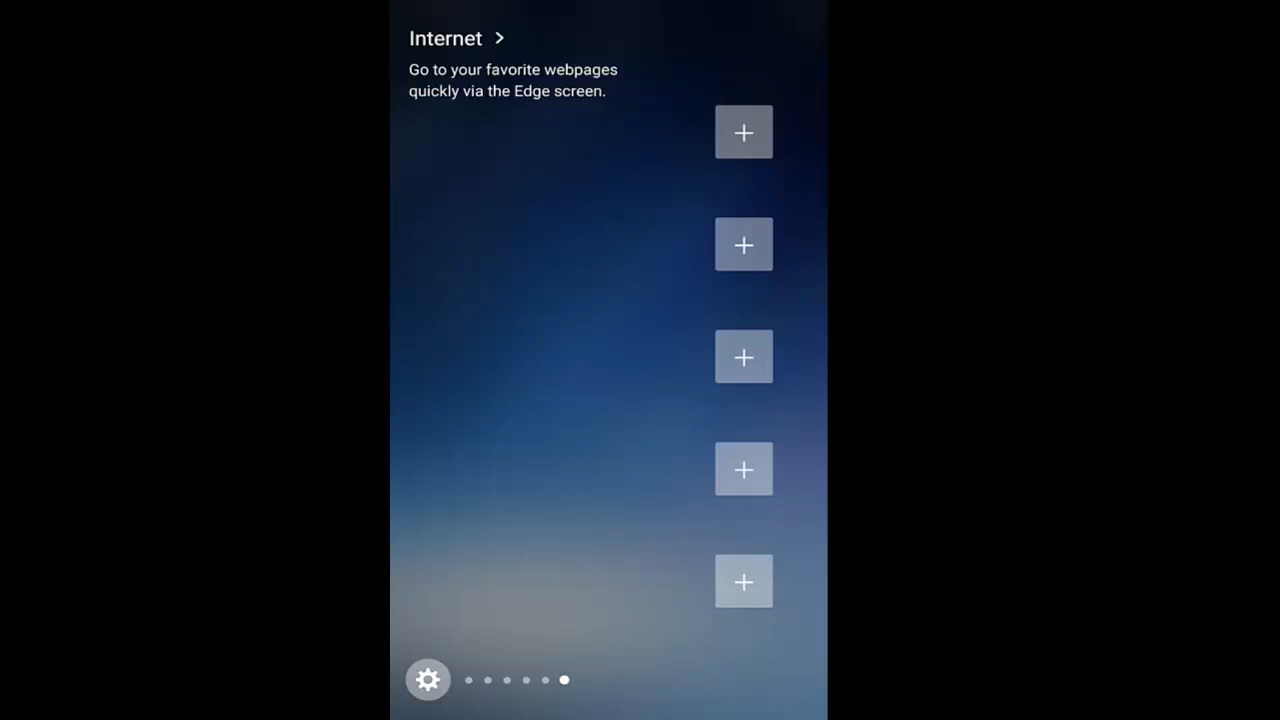 Internet >
Go to your favorite webpages
quickly via the Edge screen.